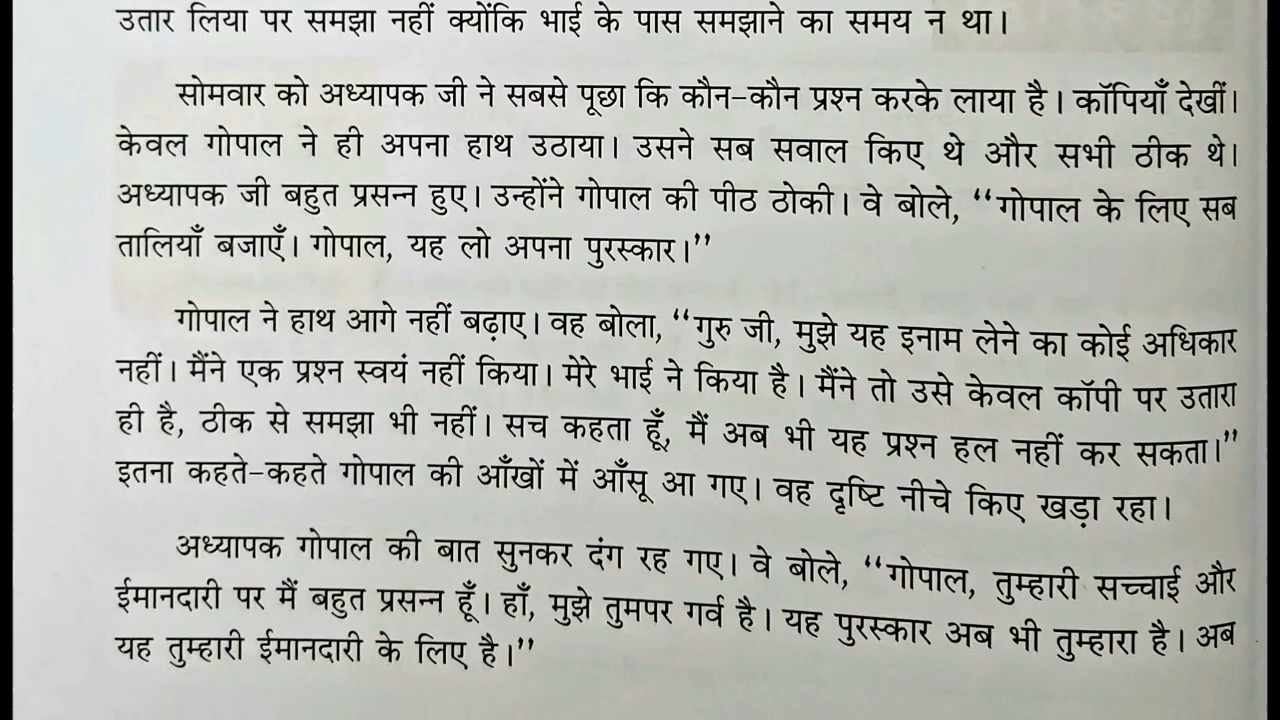 उतार लिया पर समझा नहीं क्योंकि भाई के पास समझाने का समय न था।
सोमवार को अध्यापक जी ने सबसे पूछा कि कौन-कौन प्रश्न करके लाया है। कॉपियाँ देखीं।
केवल गोपाल ने ही अपना हाथ उठाया। उसने सब सवाल किए थे और सभी ठीक थे।
अध्यापक जी बहुत प्रसन्न हुए। उन्होंने गोपाल की पीठ ठोकी। वे बोले, “गोपाल के लिए सब
तालियाँ बजाएँ। गोपाल, यह लो अपना पुरस्कार।”
गोपाल ने हाथ आगे नहीं बढ़ाए। वह बोला, “गुरु जी, मुझे यह इनाम लेने का कोई अधिकार
नहीं। मैंने एक प्रश्न स्वयं नहीं किया। मेरे भाई ने किया है। मैंने तो उसे केवल कॉपी पर उतारा
ही है, ठीक से समझा भी नहीं। सच कहता हूँ, मैं अब भी यह प्रश्न हल नहीं कर सकता।”
इतना कहते-कहते गोपाल की आँखों में आँसू आ गए। वह दृष्टि नीचे किए खड़ा रहा।
अध्यापक गोपाल की बात सुनकर दंग रह गए। वे बोले, “गोपाल, तुम्हारी सच्चाई और
ईमानदारी पर मैं बहुत प्रसन्न हूँ। हाँ, मुझे तुमपर गर्व है। यह पुरस्कार अब भी तुम्हारा है। अब
यह तुम्हारी ईमानदारी के लिए है।”